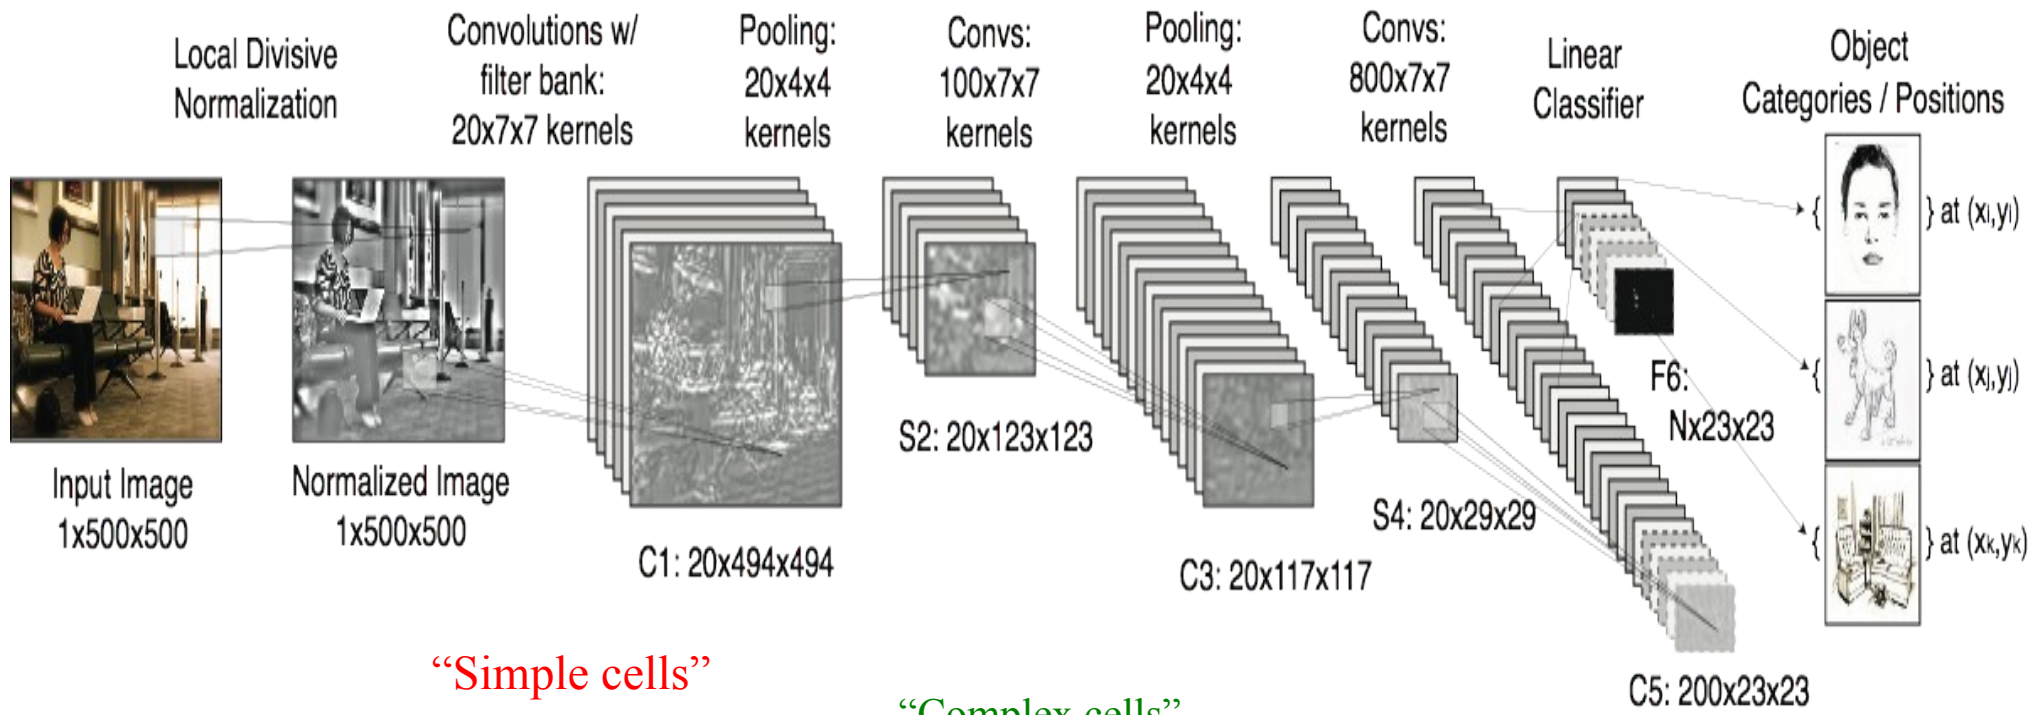 Local Divisive
Normalization
Convolutions w/
filter bank:
20x7x7 kernels
Pooling:
20x4x4
kernels
Convs:
100x7x7
kernels
Pooling:
20x4x4
kernels
Convs:
800x7x7
kernels
Linear
Classifier
Object
Categories / Positions
{ } at (xi,yi)
{ } at (xj,yj)
{ } at (xk,yk)
Input Image
1x500x500
Normalized Image
1x500x500
C1: 20x494x494
S2: 20x123x123
C3: 20x117x117
S4: 20x29x29
C5: 200x23x23
F6:
Nx23x23
“Simple cells”
“Complex cells”